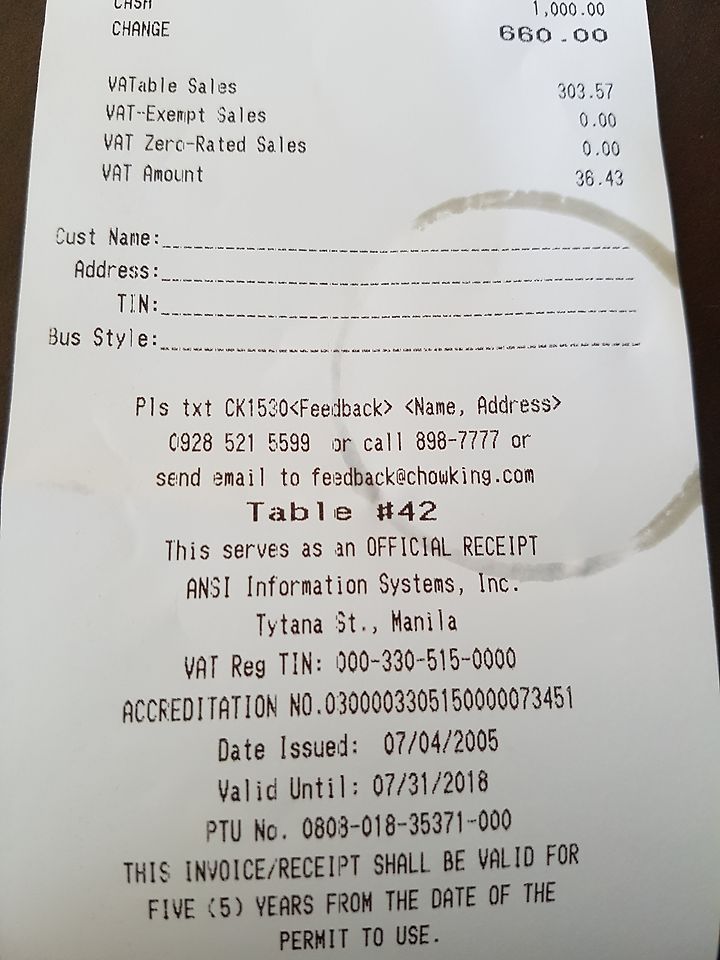 CASH 1,000.00
CHANGE 660.00
VATable Sales 303.57
VAT-Exempt Sales 0.00
VAT Zero-Rated Sales 0.00
VAT Amount 36.43
Cust Name:
Address:
TIN:
Bus Style:
Pls txt CK1530<Feedback> <Name, Address>
0928 521 5599 or call 898-7777 or
send email to feedback@chowking.com
Table #42
This serves as an OFFICIAL RECEIPT
ANSI Information Systems, Inc.
Tytana St., Manila
VAT Reg TIN: 000-330-515-0000
ACCREDITATION NO.0300003305150000073451
Date Issued: 07/04/2005
Valid Until: 07/31/2018
PTU No. 0808-018-35371-000
THIS INVOICE/RECEIPT SHALL BE VALID FOR
FIVE (5) YEARS FROM THE DATE OF THE
PERMIT TO USE.